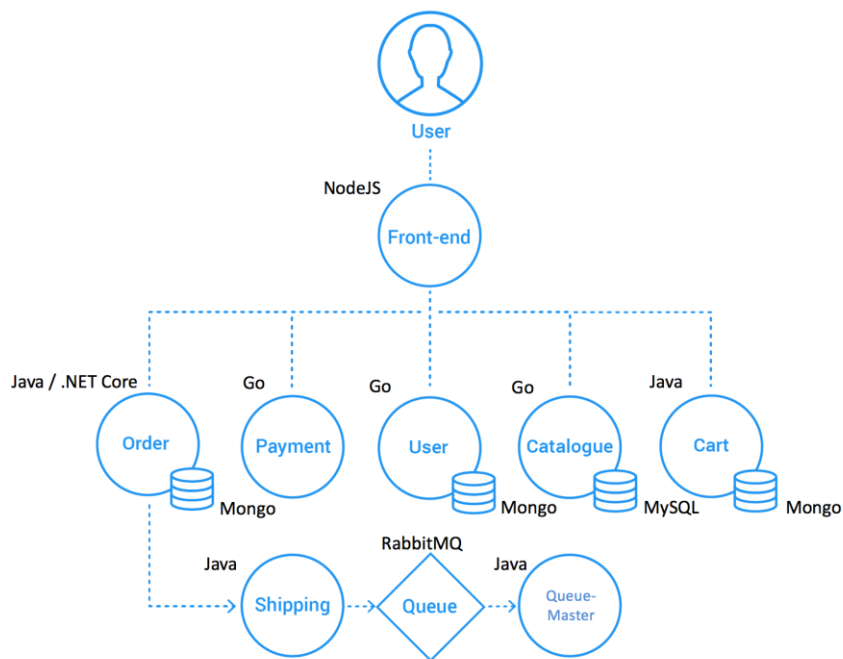 User
NodeJS
Front-end
Java / .NET Core
Go
Go
Go
Java
Order
Payment
User
Catalogue
Cart
Mongo
Mongo
MySQL
Mongo
RabbitMQ
Java
Java
Shipping
Queue
Queue-
Master